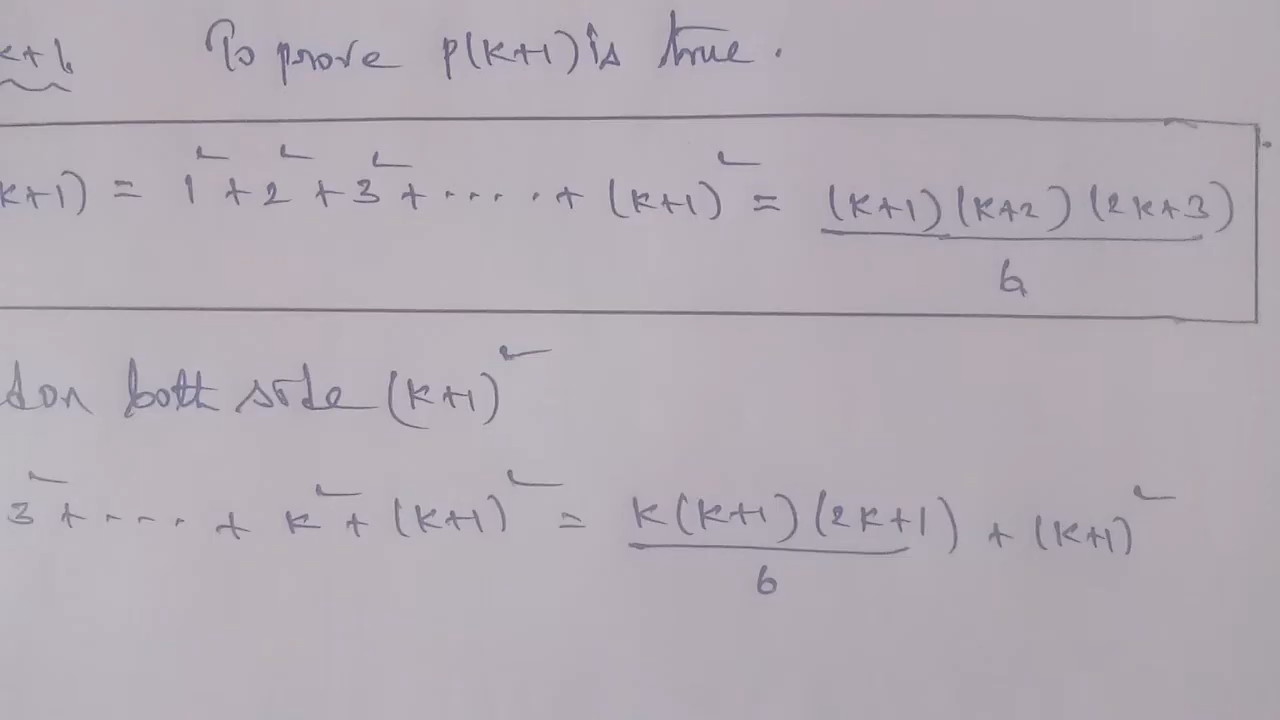 k+1. To prove p(k+1) is true.
k+1) = 1² + 2² + 3² + ..... + (k+1)² = (k+1)(k+2)(2k+3) / 6
both side (k+1)²
3² + .... + k² + (k+1)² = k(k+1)(2k+1) / 6 + (k+1)²